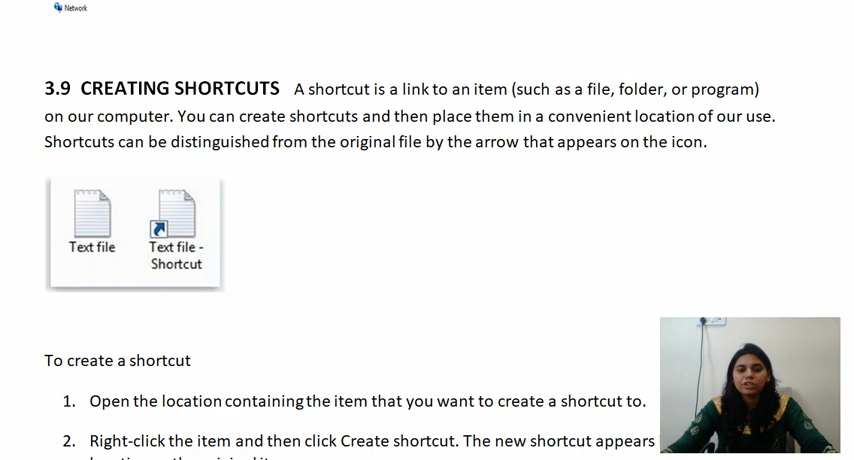 Network
3.9 CREATING SHORTCUTS A shortcut is a link to an item (such as a file, folder, or program)
on our computer. You can create shortcuts and then place them in a convenient location of our use.
Shortcuts can be distinguished from the original file by the arrow that appears on the icon.
Text file
Text file -
Shortcut
To create a shortcut
1. Open the location containing the item that you want to create a shortcut to.
2. Right-click the item and then click Create shortcut. The new shortcut appears